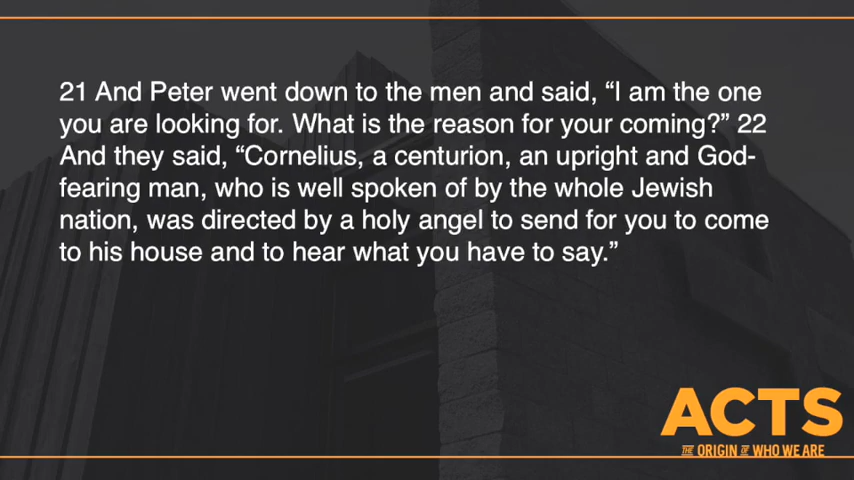 21 And Peter went down to the men and said, “I am the one
you are looking for. What is the reason for your coming?” 22
And they said, “Cornelius, a centurion, an upright and God-
fearing man, who is well spoken of by the whole Jewish
nation, was directed by a holy angel to send for you to come
to his house and to hear what you have to say.”
ACTS
THE ORIGIN OF WHO WE ARE